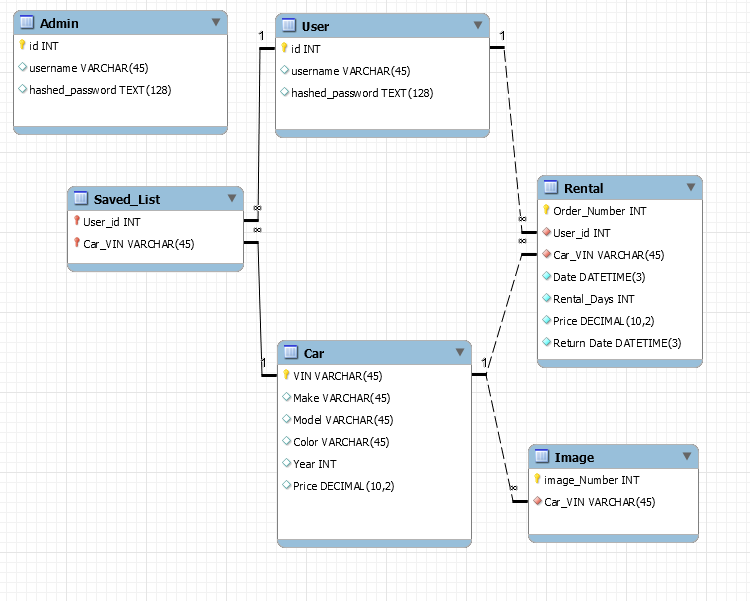 Admin
id INT
username VARCHAR(45)
hashed_password TEXT(128)
User
id INT
username VARCHAR(45)
hashed_password TEXT(128)
1
1
Saved_List
User_id INT
Car_VIN VARCHAR(45)
∞
∞
Rental
Order_Number INT
User_id INT
Car_VIN VARCHAR(45)
Date DATETIME(3)
Rental_Days INT
Price DECIMAL(10,2)
Return Date DATETIME(3)
∞
∞
Car
VIN VARCHAR(45)
Make VARCHAR(45)
Model VARCHAR(45)
Color VARCHAR(45)
Year INT
Price DECIMAL(10,2)
1
1
Image
image_Number INT
Car_VIN VARCHAR(45)
∞